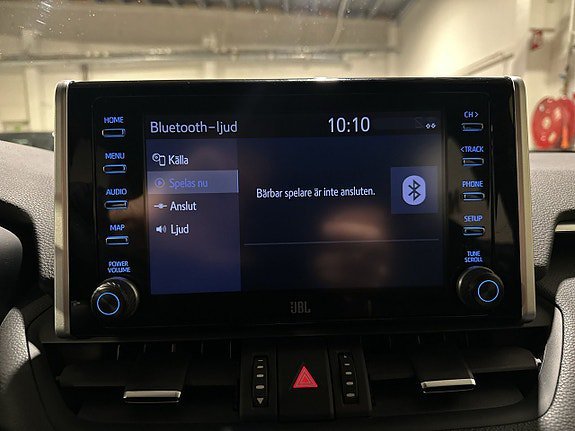 Bluetooth-ljud 10:10
HOME
MENU
AUDIO
MAP
POWER
VOLUME
Källa
Spelas nu
Anslut
Ljud
Bärbar spelare är inte ansluten.
CH >
<TRACK
PHONE
SETUP
TUNE
SCROLL
JBL